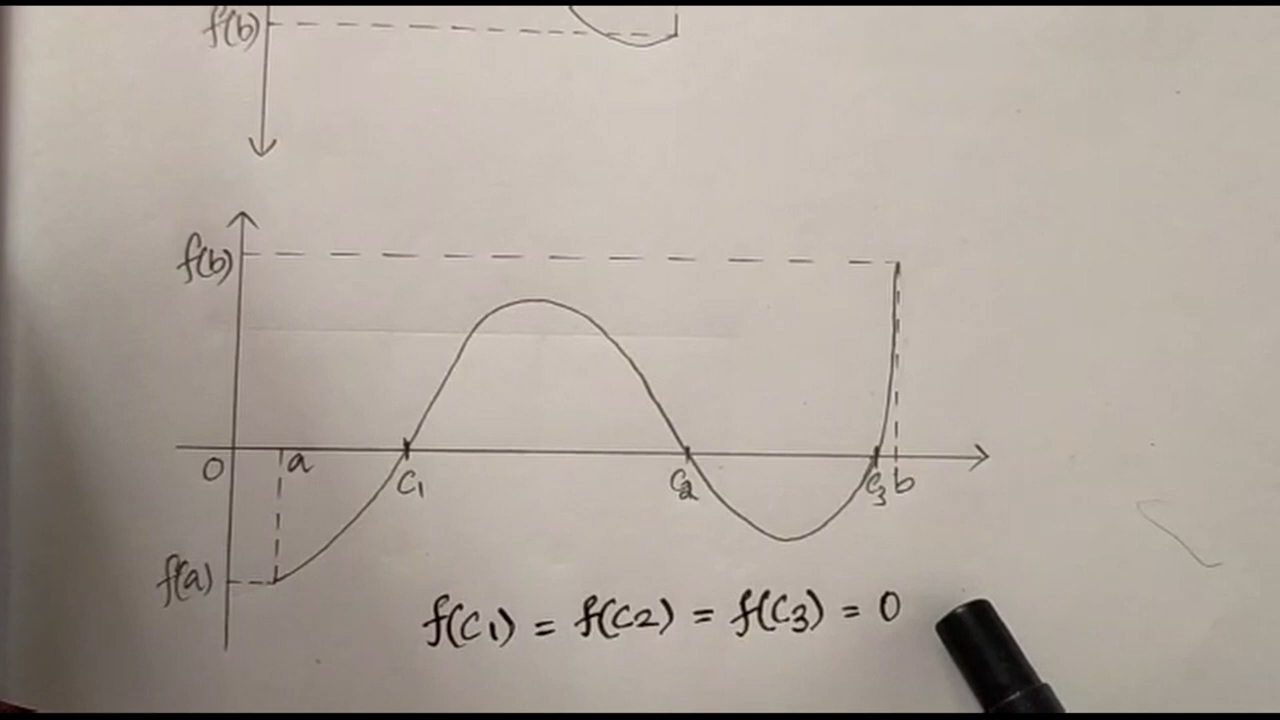 f(b)
f(b)
0 a C1 C2 C3 b
f(a)
f(C1) = f(C2) = f(C3) = 0